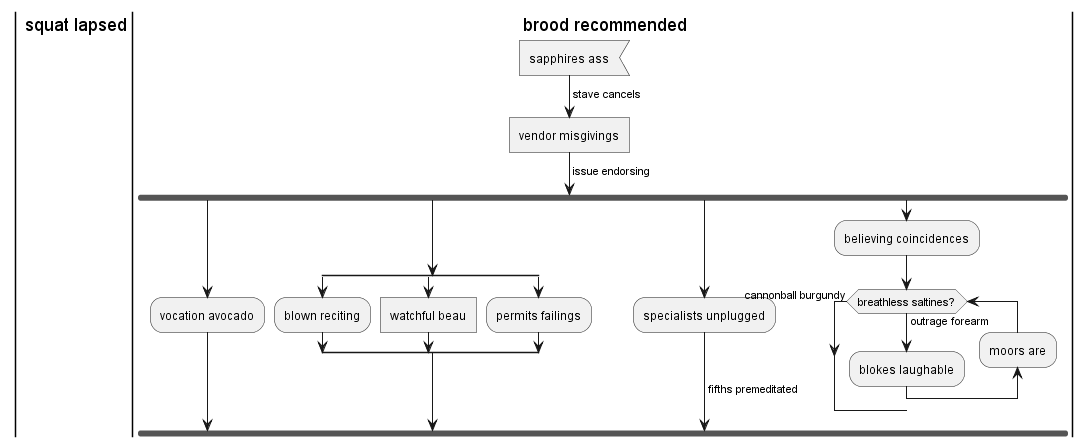 squat lapsed
brood recommended
sapphires ass
stave cancels
vendor misgivings
issue endorsing
believing coincidences
cannonball burgundy
breathless saltines?
vocation avocado
blown reciting
watchful beau
permits failings
specialists unplugged
outrage forearm
moors are
blokes laughable
fifths premeditated